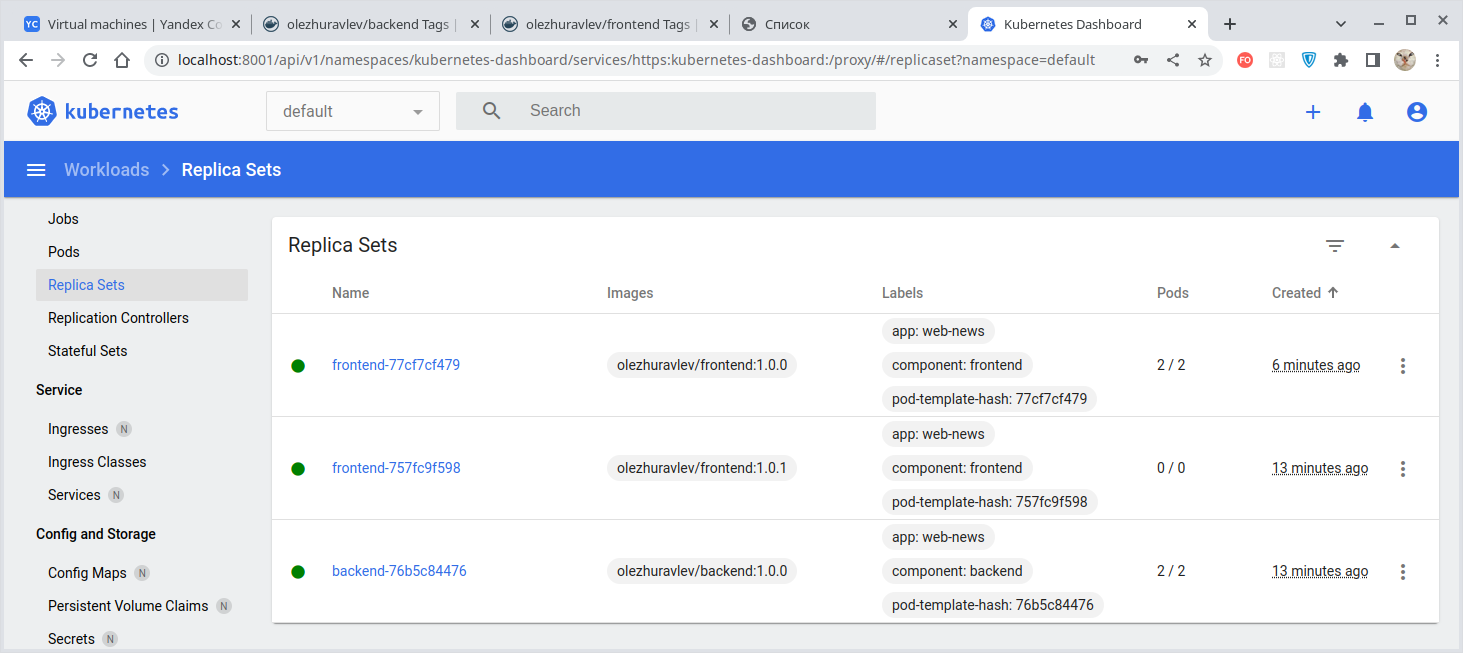 Virtual machines | Yandex Co
olezhuravlev/backend Tags |
olezhuravlev/frontend Tags |
Список
Kubernetes Dashboard
localhost:8001/api/v1/namespaces/kubernetes-dashboard/services/https:kubernetes-dashboard:/proxy/#/replicaset?namespace=default
FO
kubernetes
default
Search
Workloads
Replica Sets
Jobs
Pods
Replica Sets
Replication Controllers
Stateful Sets
Service
Ingresses N
Ingress Classes
Services N
Config and Storage
Config Maps N
Persistent Volume Claims N
Secrets N
Replica Sets
Name Images Labels Pods Created
app: web-news
frontend-77cf7cf479 olezhuravlev/frontend:1.0.0 component: frontend 2 / 2 6 minutes ago
pod-template-hash: 77cf7cf479
app: web-news
frontend-757fc9f598 olezhuravlev/frontend:1.0.1 component: frontend 0 / 0 13 minutes ago
pod-template-hash: 757fc9f598
app: web-news
backend-76b5c84476 olezhuravlev/backend:1.0.0 component: backend 2 / 2 13 minutes ago
pod-template-hash: 76b5c84476